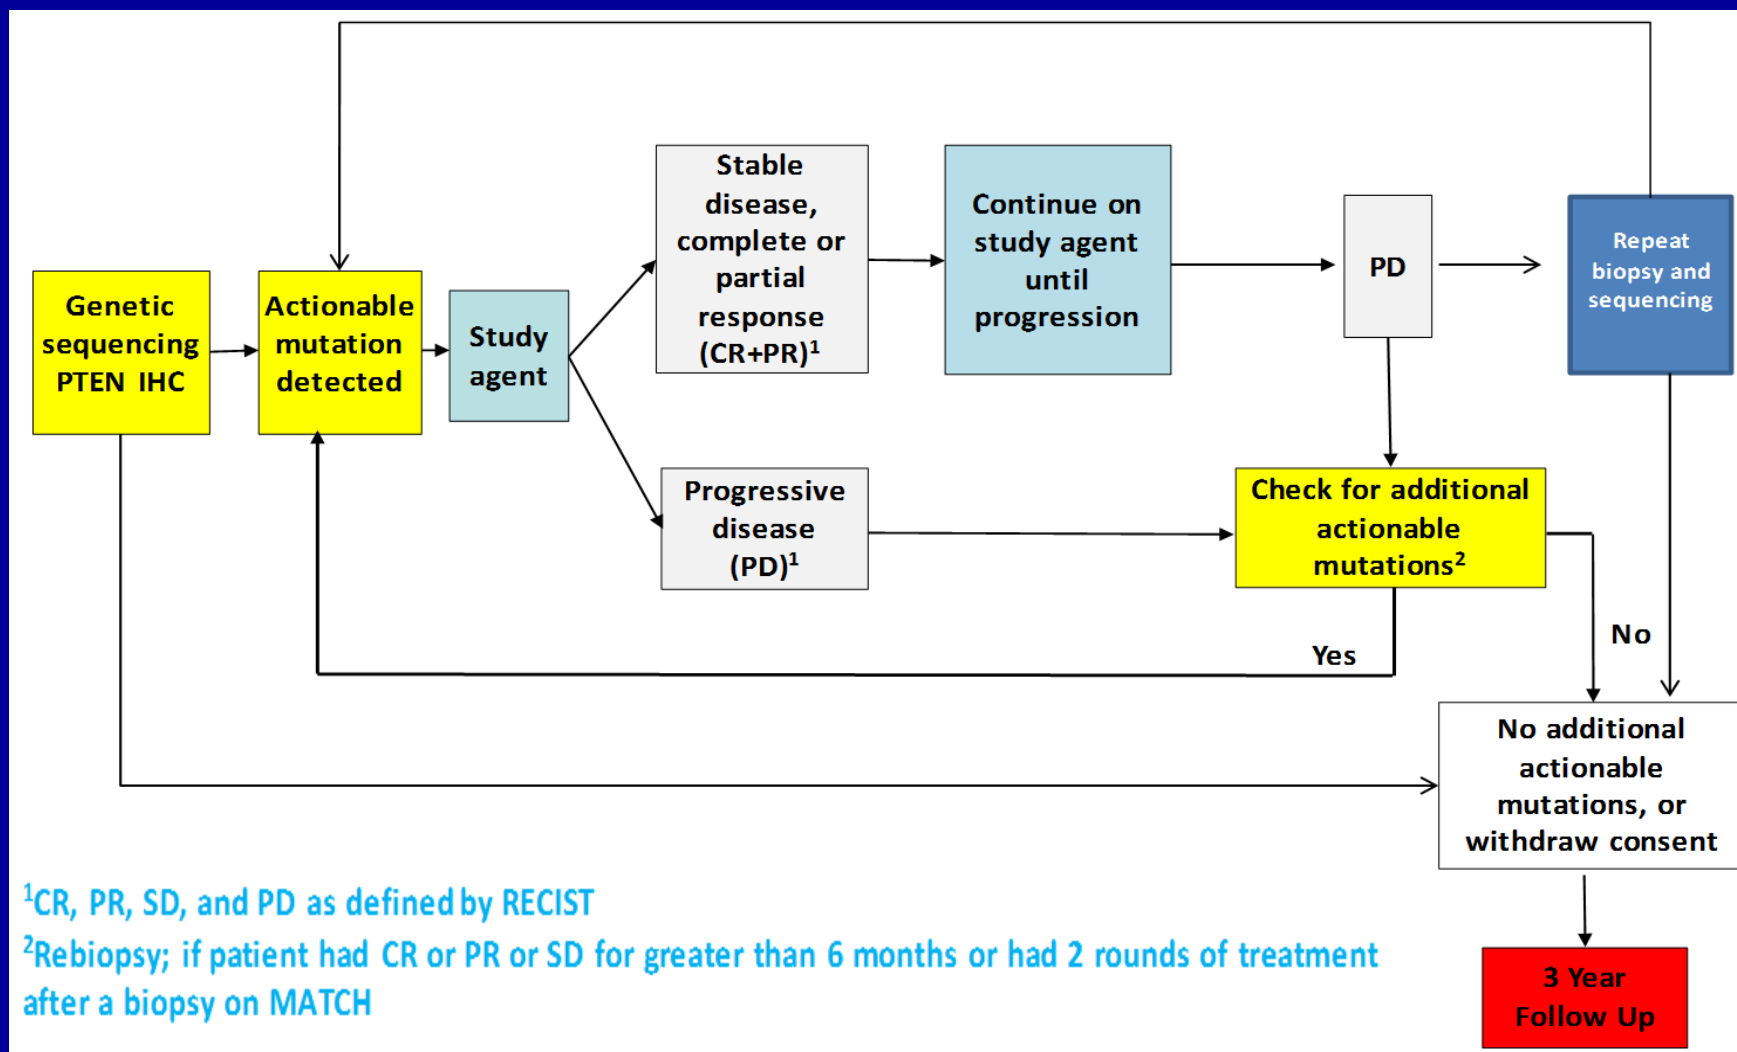 Genetic
sequencing
PTEN IHC
Actionable
mutation
detected
Study
agent
Stable
disease,
complete or
partial
response
(CR+PR)¹
Continue on
study agent
until
progression
PD
Repeat
biopsy and
sequencing
Progressive
disease
(PD)¹
Check for additional
actionable
mutations²
Yes
No
No additional
actionable
mutations, or
withdraw consent
3 Year
Follow Up
¹CR, PR, SD, and PD as defined by RECIST
²Rebiopsy; if patient had CR or PR or SD for greater than 6 months or had 2 rounds of treatment
after a biopsy on MATCH